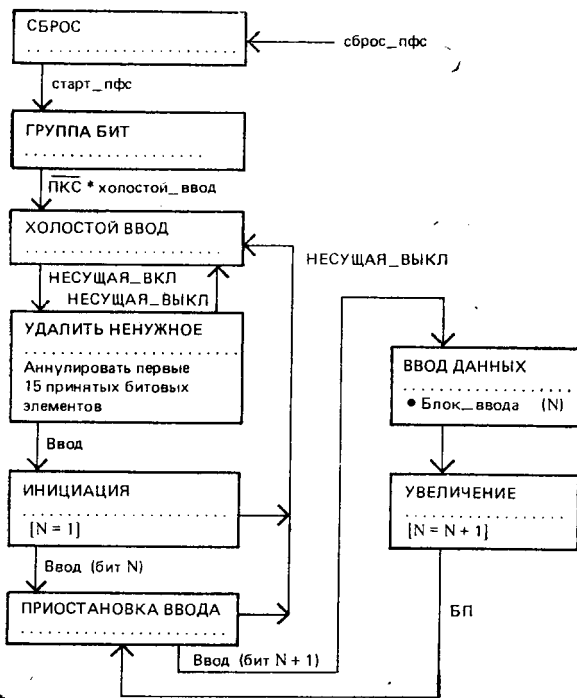 СБРОС
сброс_пфс
старт_пфс
ГРУППА БИТ
ПКС * холостой_ввод
ХОЛОСТОЙ ВВОД
НЕСУЩАЯ_ВКЛ
НЕСУЩАЯ_ВЫКЛ
НЕСУЩАЯ_ВЫКЛ
УДАЛИТЬ НЕНУЖНОЕ
Аннулировать первые
15 принятых битовых
элементов
ВВОД ДАННЫХ
• Блок_ввода (N)
Ввод
ИНИЦИАЦИЯ
[N = 1]
УВЕЛИЧЕНИЕ
[N = N + 1]
Ввод (бит N)
ПРИОСТАНОВКА ВВОДА
БП
Ввод (бит N + 1)